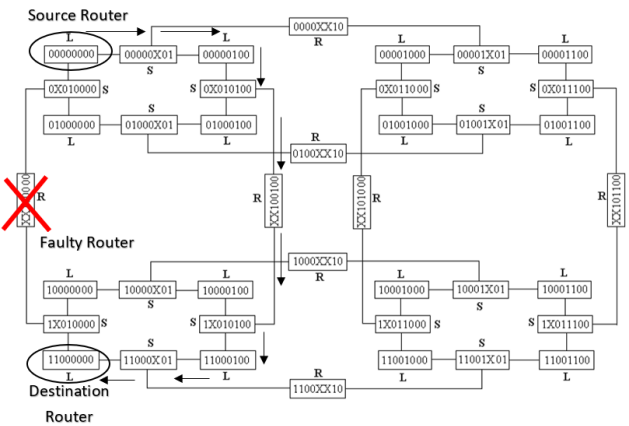 Source Router
0000XX10
R
L
L
L
L
00000000
00000X01
00000100
00001000
00001X01
00001100
S
S
0X010000
S
S
0X010100
0X011000
S
S
0X011100
S
S
01000000
01000X01
01000100
01001000
01001X01
01001100
L
L
R
L
L
0100XX10
R
R
XX100100
XX101000
R
R
XX101100
Faulty Router
1000XX10
R
L
L
L
L
10000000
10000X01
10000100
10001000
10001X01
10001100
S
S
1X010000
S
S
1X010100
1X011000
S
S
1X011100
S
S
11000000
11000X01
11000100
11001000
11001X01
11001100
L
L
R
L
L
1100XX10
Destination
Router